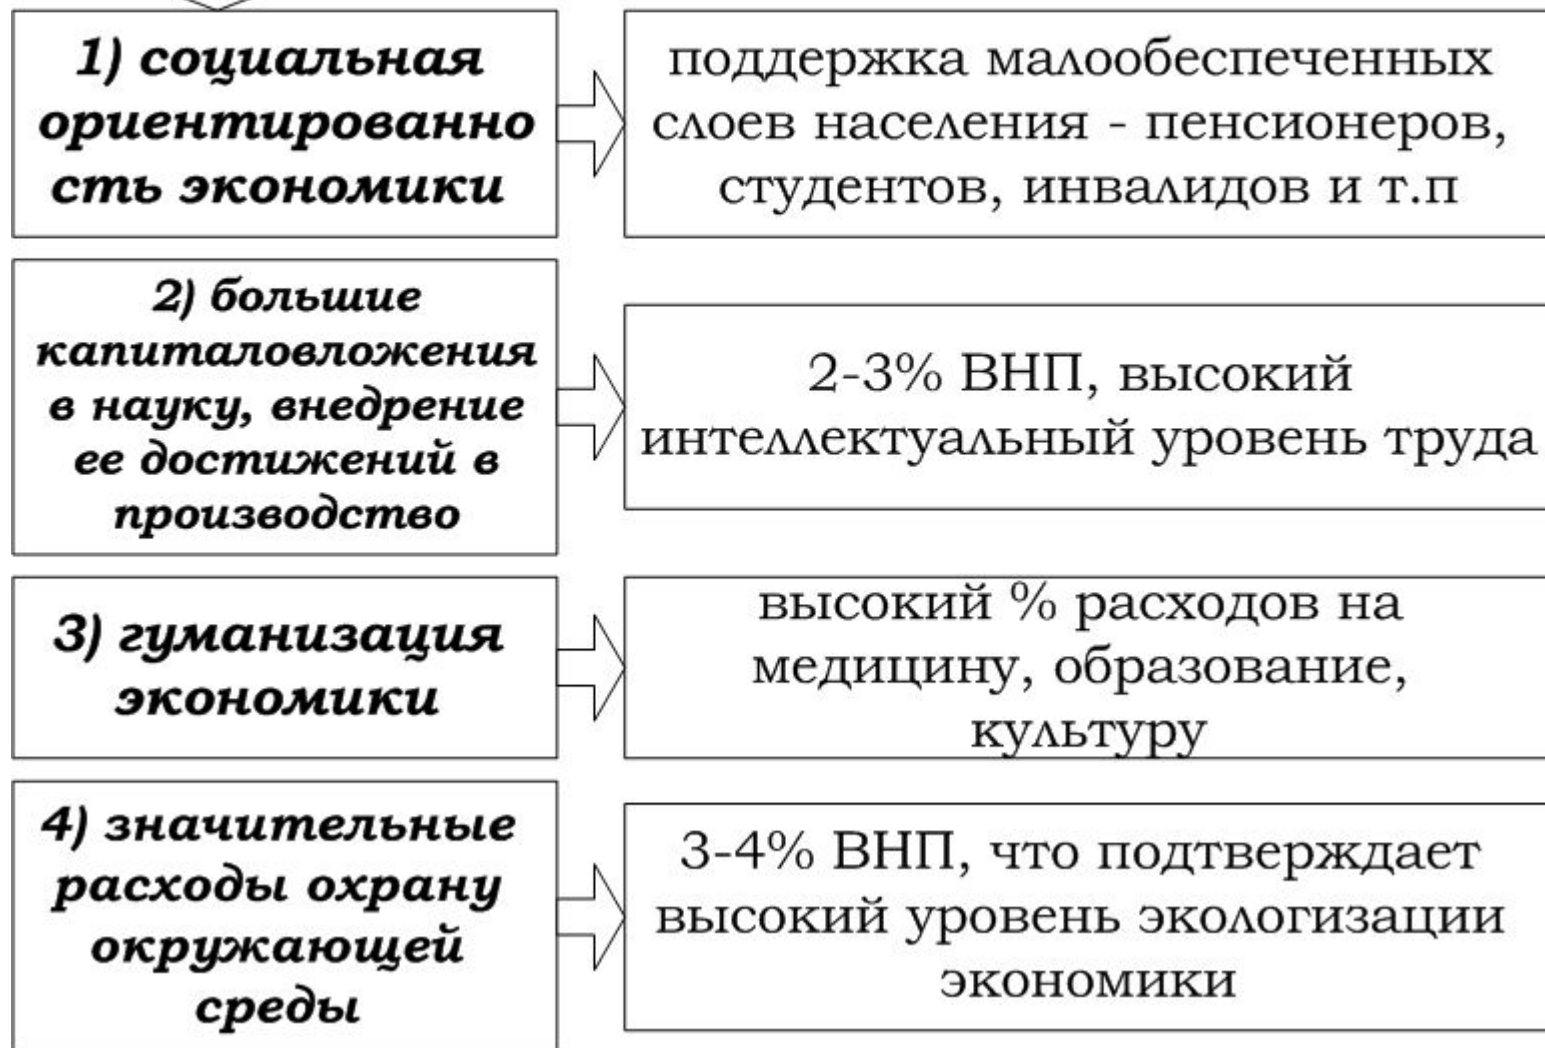 1) социальная
ориентированно
сть экономики
поддержка малообеспеченных
слоев населения - пенсионеров,
студентов, инвалидов и т.п
2) большие
капиталовложения
в науку, внедрение
ее достижений в
производство
2-3% ВНП, высокий
интеллектуальный уровень труда
3) гуманизация
экономики
высокий % расходов на
медицину, образование,
культуру
4) значительные
расходы охрану
окружающей
среды
3-4% ВНП, что подтверждает
высокий уровень экологизации
экономики